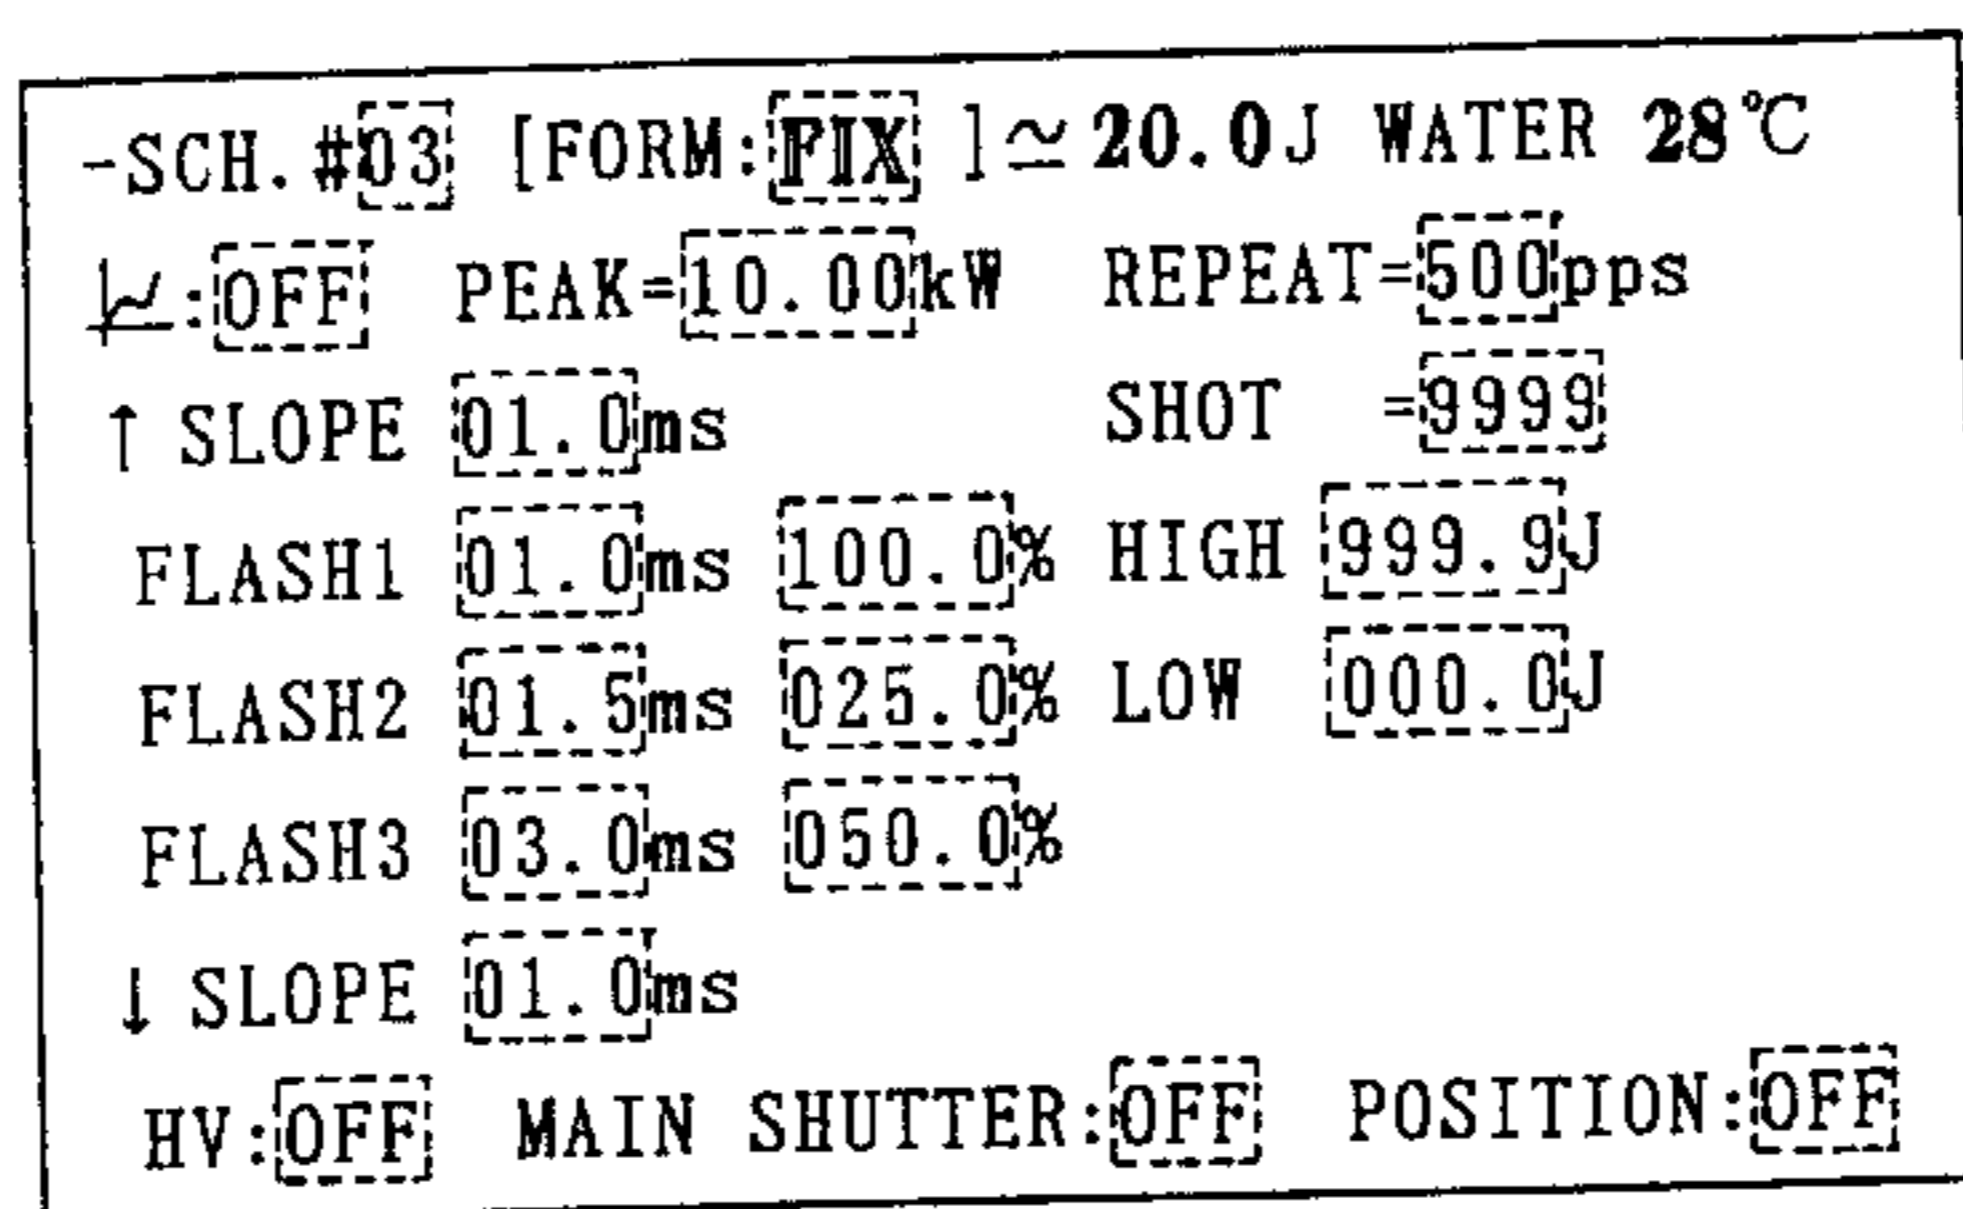 -SCH.#03 [FORM:FIX ]≃20.0J WATER 28℃
:OFF PEAK=10.00kW REPEAT=500pps
↑ SLOPE 01.0ms SHOT =9999
FLASH1 01.0ms 100.0% HIGH 999.9J
FLASH2 01.5ms 025.0% LOW 000.0J
FLASH3 03.0ms 050.0%
↓ SLOPE 01.0ms
HV:OFF MAIN SHUTTER:OFF POSITION:OFF